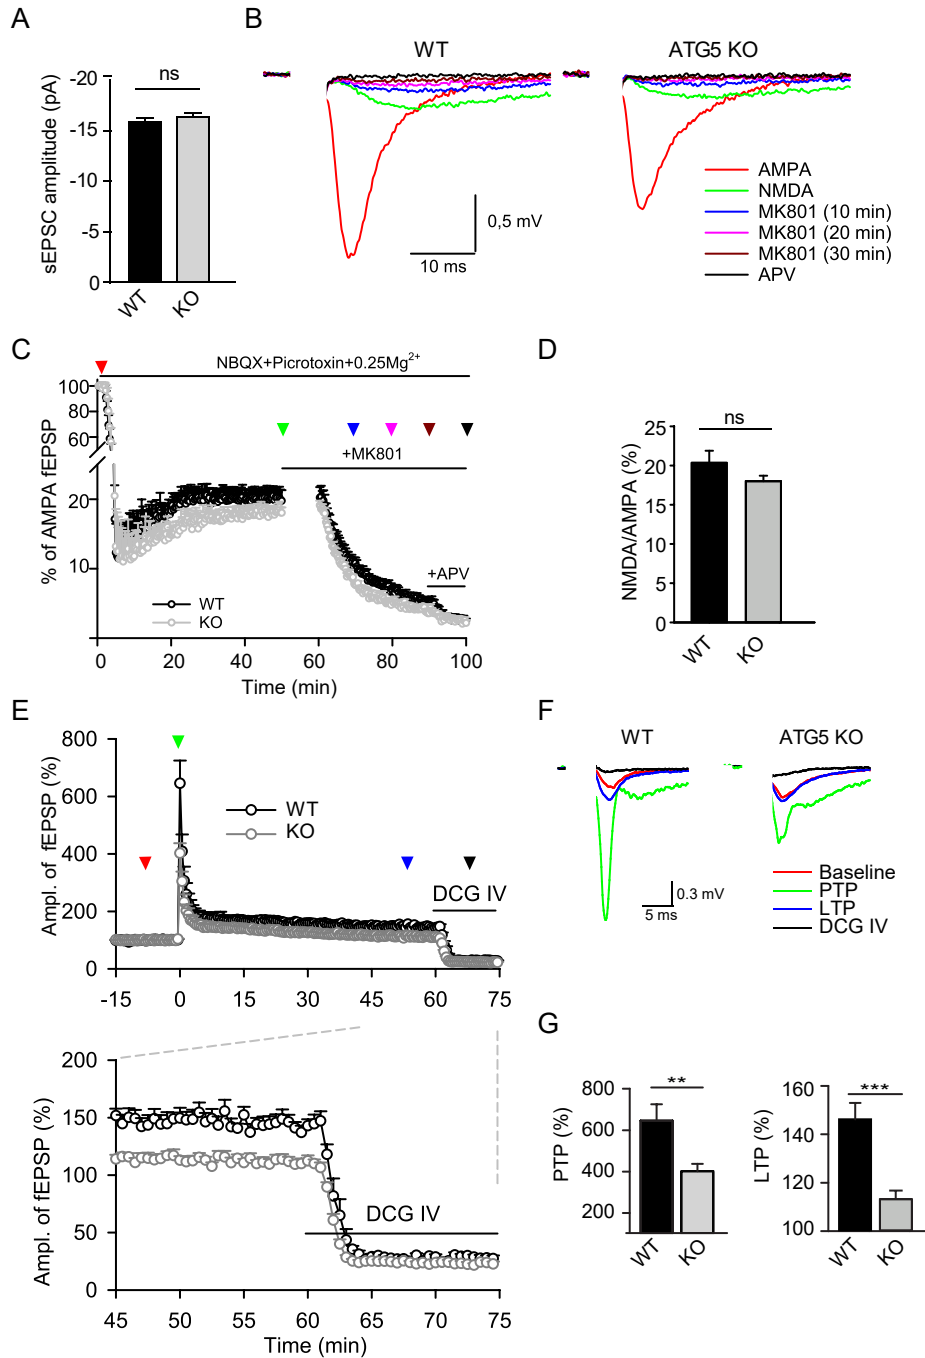 A
sEPSC amplitude (pA)
-20
-15
-10
-5
0
ns
WT
KO
B
WT
ATG5 KO
0,5 mV
10 ms
AMPA
NMDA
MK801 (10 min)
MK801 (20 min)
MK801 (30 min)
APV
C
NBQX+Picrotoxin+0.25Mg2+
% of AMPA fEPSP
100
80
60
20
10
+MK801
+APV
WT
KO
0 20 40 60 80 100
Time (min)
D
NMDA/AMPA (%)
25
20
15
10
5
0
ns
WT
KO
E
Ampl. of fEPSP (%)
800
600
400
200
0
WT
KO
DCG IV
-15 0 15 30 45 60 75
Ampl. of fEPSP (%)
200
150
100
50
0
DCG IV
45 50 55 60 65 70 75
Time (min)
F
WT
ATG5 KO
0.3 mV
5 ms
Baseline
PTP
LTP
DCG IV
G
PTP (%)
800
600
400
200
**
WT
KO
LTP (%)
160
140
120
100
***
WT
KO